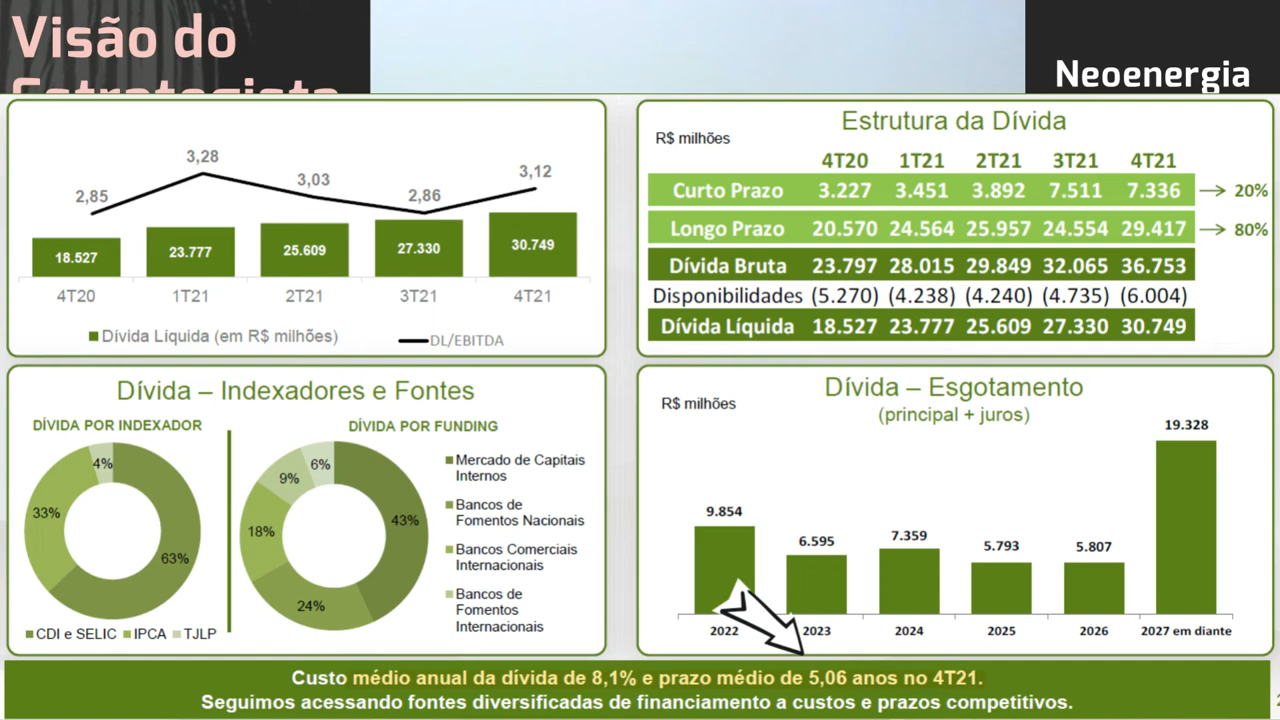 Visão do
Estrategista
Neoenergia
3,28
3,12
3,03
2,85
2,86
18.527
23.777
25.609
27.330
30.749
4T20
1T21
2T21
3T21
4T21
Dívida Líquida (em R$ milhões)
DL/EBITDA
Estrutura da Dívida
R$ milhões
4T20 1T21 2T21 3T21 4T21
Curto Prazo 3.227 3.451 3.892 7.511 7.336 20%
Longo Prazo 20.570 24.564 25.957 24.554 29.417 80%
Dívida Bruta 23.797 28.015 29.849 32.065 36.753
Disponibilidades (5.270) (4.238) (4.240) (4.735) (6.004)
Dívida Líquida 18.527 23.777 25.609 27.330 30.749
Dívida – Indexadores e Fontes
DÍVIDA POR INDEXADOR
4%
33%
63%
CDI e SELIC IPCA TJLP
DÍVIDA POR FUNDING
6%
9%
18%
43%
24%
Mercado de Capitais
Internos
Bancos de
Fomentos Nacionais
Bancos Comerciais
Internacionais
Bancos de
Fomentos
Internacionais
Dívida – Esgotamento
(principal + juros)
R$ milhões
9.854
6.595
7.359
5.793
5.807
19.328
2022
2023
2024
2025
2026
2027 em diante
Custo médio anual da dívida de 8,1% e prazo médio de 5,06 anos no 4T21.
Seguimos acessando fontes diversificadas de financiamento a custos e prazos competitivos.